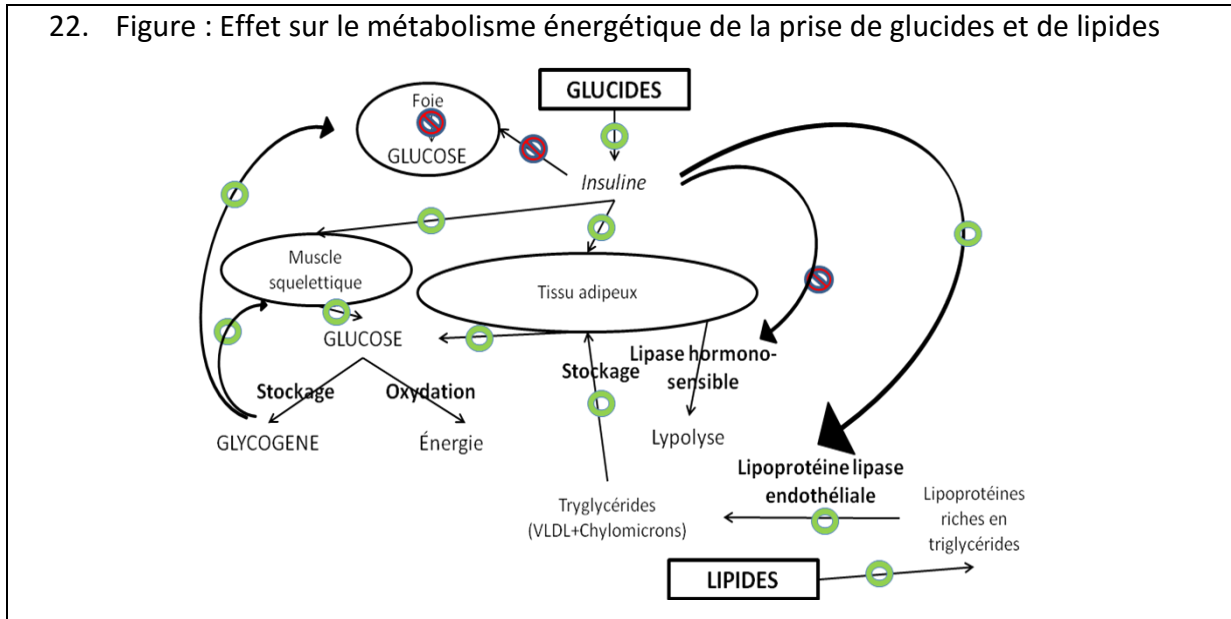 22. Figure : Effet sur le métabolisme énergétique de la prise de glucides et de lipides
GLUCIDES
Foie
GLUCOSE
Insuline
Muscle
squelettique
Tissu adipeux
GLUCOSE
Stockage
Oxydation
GLYCOGENE
Énergie
Stockage
Lipase hormono-
sensible
Lypolyse
Lipoprotéine lipase
endothéliale
Tryglycérides
(VLDL+Chylomicrons)
Lipoprotéines
riches en
triglycérides
LIPIDES